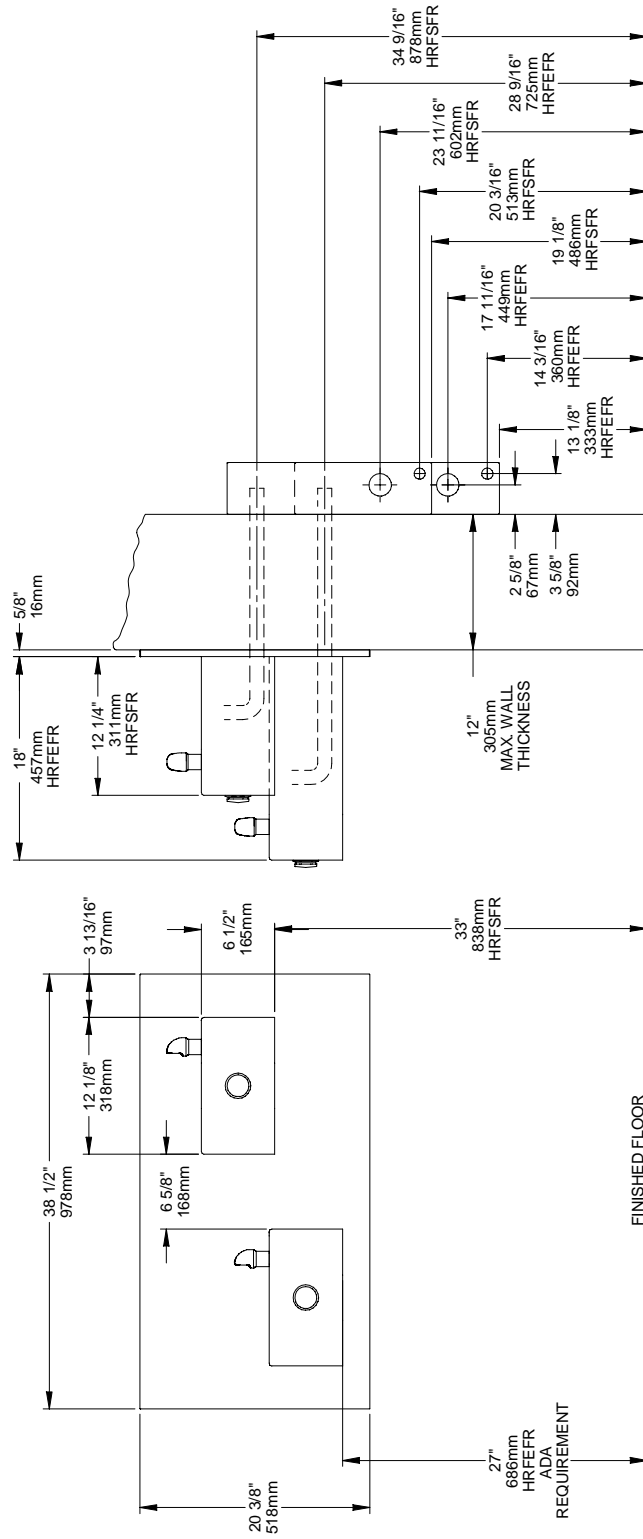 34 9/16"
878mm
HRFSFR
28 9/16"
725mm
HRFEFR
23 11/16"
602mm
HRFSFR
20 3/16"
513mm
HRFSFR
19 1/8"
486mm
HRFSFR
17 11/16"
449mm
HRFEFR
14 3/16"
360mm
HRFEFR
13 1/8"
333mm
HRFEFR
2 5/8"
67mm
3 5/8"
92mm
5/8"
16mm
18"
457mm
HRFEFR
12 1/4"
311mm
HRFSFR
12"
305mm
MAX. WALL
THICKNESS
38 1/2"
978mm
3 13/16"
97mm
12 1/8"
318mm
6 1/2"
165mm
6 5/8"
168mm
33"
838mm
HRFSFR
20 3/8"
518mm
27"
686mm
HRFEFR
ADA
REQUIREMENT
FINISHED FLOOR